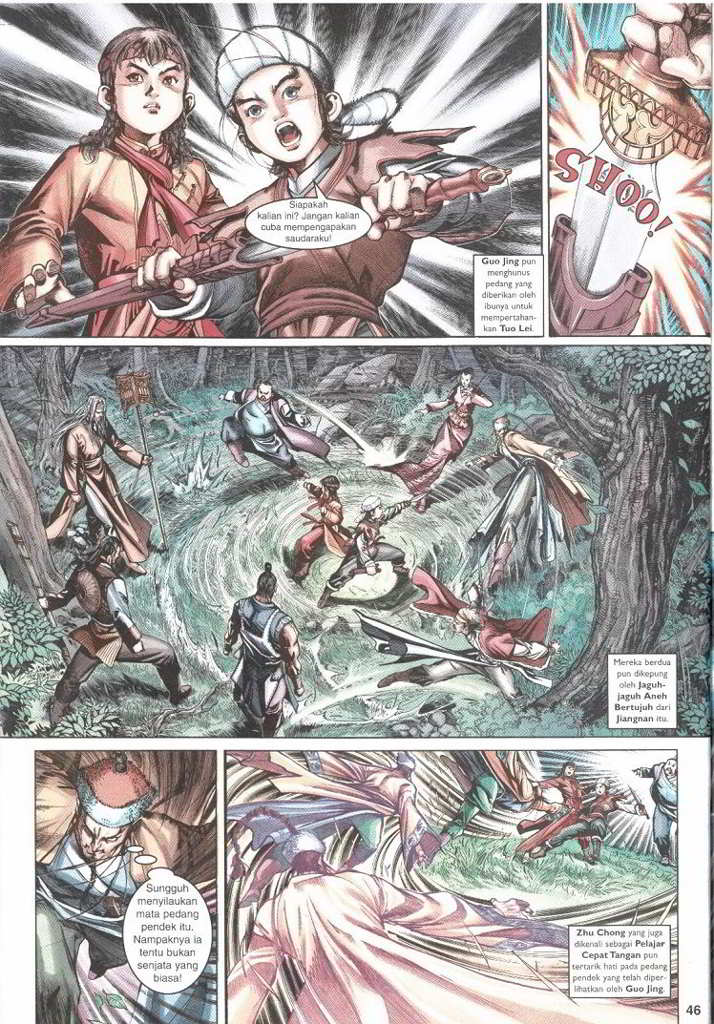 Siapakah
kalian ini? Jangan kalian
cuba mempengapakan
saudaraku!
Guo Jing pun
menghunus
pedang yang
diberikan oleh
ibunya untuk
mempertahan-
kan Tuo Lei.
SHOO!
Mereka berdua
pun dikepung
oleh Jaguh-
jaguh Aneh
Bertujuh dari
Jiangnan itu.
Sungguh
menyilaukan
mata pedang
pendek itu.
Nampaknya ia
tentu bukan
senjata yang
biasa!
Zhu Chong yang juga
dikenali sebagai Pelajar
Cepat Tangan pun
tertarik hati pada pedang
pendek yang telah diper-
lihatkan oleh Guo Jing.
46